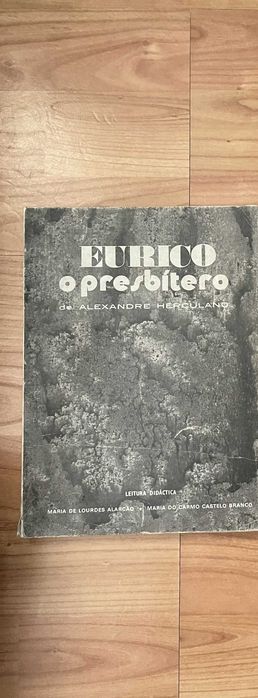 EURICO
o presbítero
de ALEXANDRE HERCULANO
LEITURA DIDÁCTICA
MARIA DE LOURDES ALARCÃO • MARIA DO CARMO CASTELO BRANCO